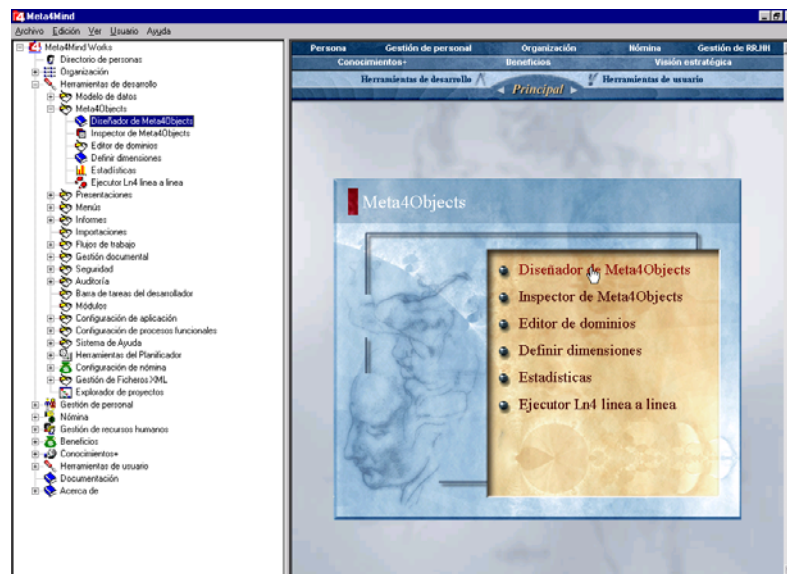 Meta4Mind
Archivo Edición Ver Usuario Ayuda
Meta4Mind Works
Directorio de personas
Organización
Herramientas de desarrollo
Modelo de datos
Meta4Objects
Diseñador de Meta4Objects
Inspector de Meta4Objects
Editor de dominios
Definir dimensiones
Estadísticas
Ejecutor Ln4 linea a linea
Presentaciones
Menús
Informes
Importaciones
Flujos de trabajo
Gestión documental
Seguridad
Auditoría
Barra de tareas del desarrollador
Módulos
Configuración de aplicación
Configuración de procesos funcionales
Sistema de Ayuda
Herramientas del Planificador
Configuración de nómina
Gestión de Ficheros XML
Explorador de proyectos
Gestión de personal
Nómina
Gestión de recursos humanos
Beneficios
Conocimientos+
Herramientas de usuario
Documentación
Acerca de
Persona Gestión de personal Organización Nómina Gestión de RR.HH
Conocimientos+ Beneficios Visión estratégica
Herramientas de desarrollo Principal Herramientas de usuario
Meta4Objects
Diseñador de Meta4Objects
Inspector de Meta4Objects
Editor de dominios
Definir dimensiones
Estadísticas
Ejecutor Ln4 linea a linea